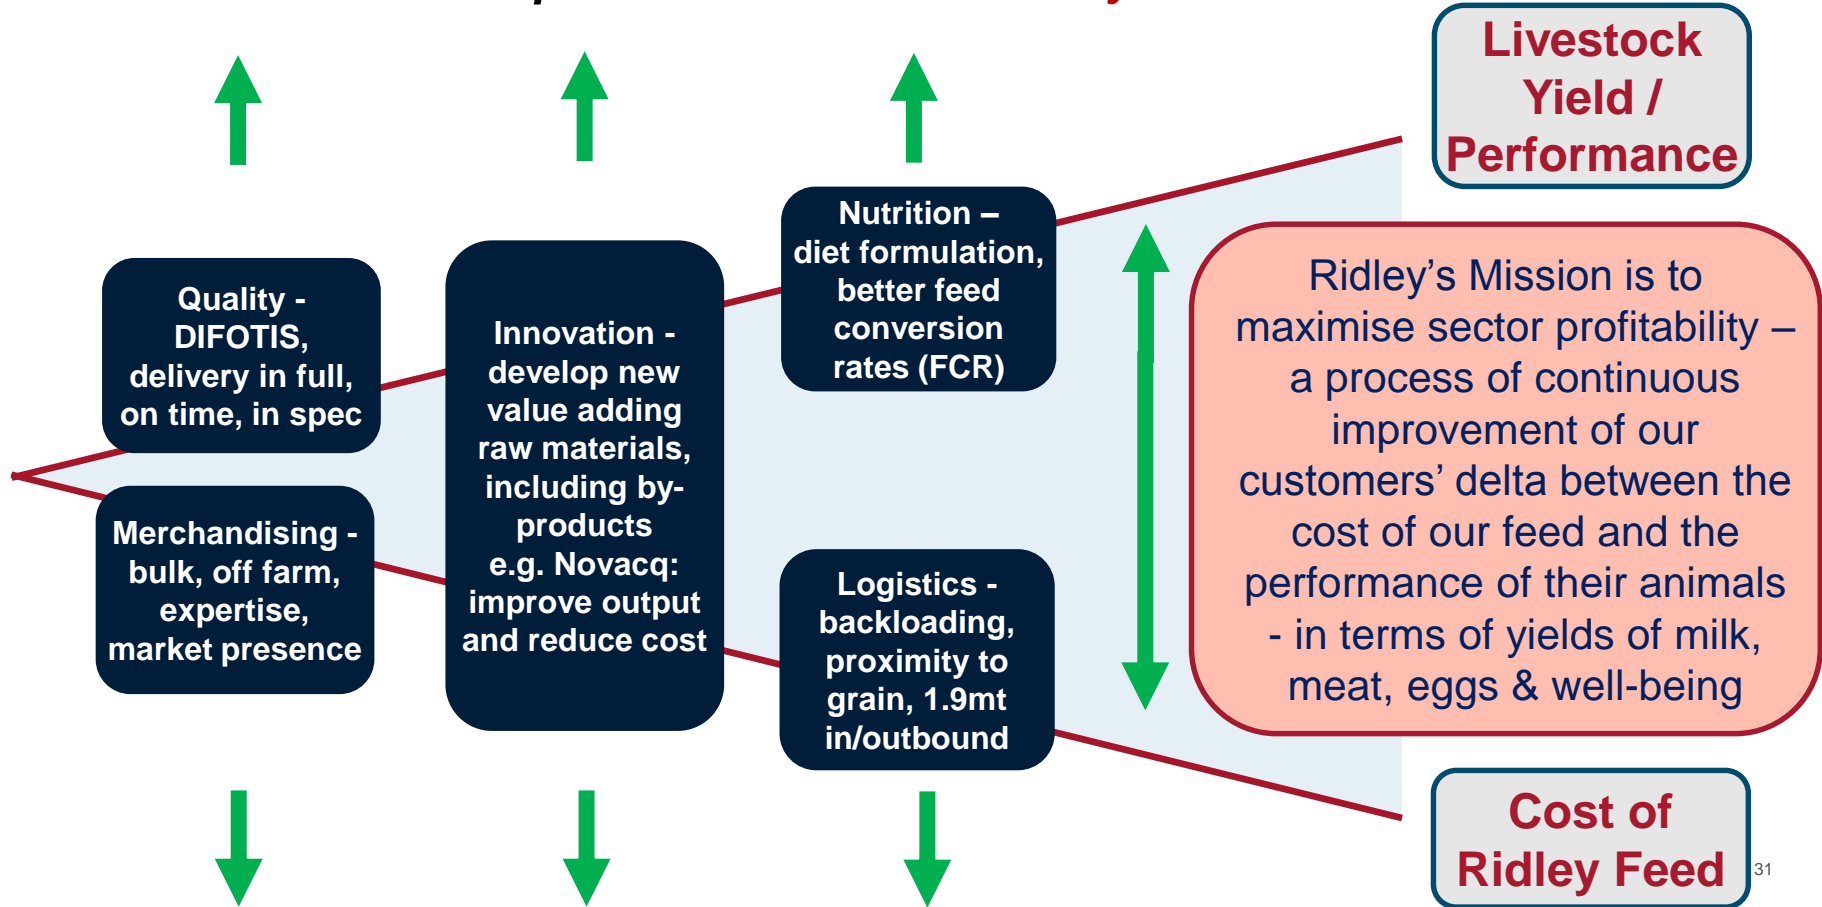 Livestock
Yield /
Performance
Quality -
DIFOTIS,
delivery in full,
on time, in spec
Merchandising -
bulk, off farm,
expertise,
market presence
Innovation -
develop new
value adding
raw materials,
including by-
products
e.g. Novacq:
improve output
and reduce cost
Nutrition –
diet formulation,
better feed
conversion
rates (FCR)
Logistics -
backloading,
proximity to
grain, 1.9mt
in/outbound
Ridley’s Mission is to
maximise sector profitability –
a process of continuous
improvement of our
customers’ delta between the
cost of our feed and the
performance of their animals
- in terms of yields of milk,
meat, eggs & well-being
Cost of
Ridley Feed
31